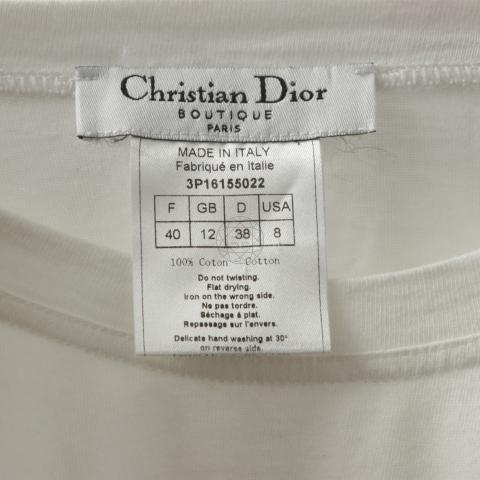 Christian Dior
BOUTIQUE
PARIS
MADE IN ITALY
Fabriqué en Italie
3P16155022
F GB D USA
40 12 38 8
100% Coton Cotton
Do not twisting.
Flat drying.
Iron on the wrong side.
Ne pas tordre.
Séchage à plat.
Repassage sur l'envers.
Delicate hand washing at 30°
on reverse side.